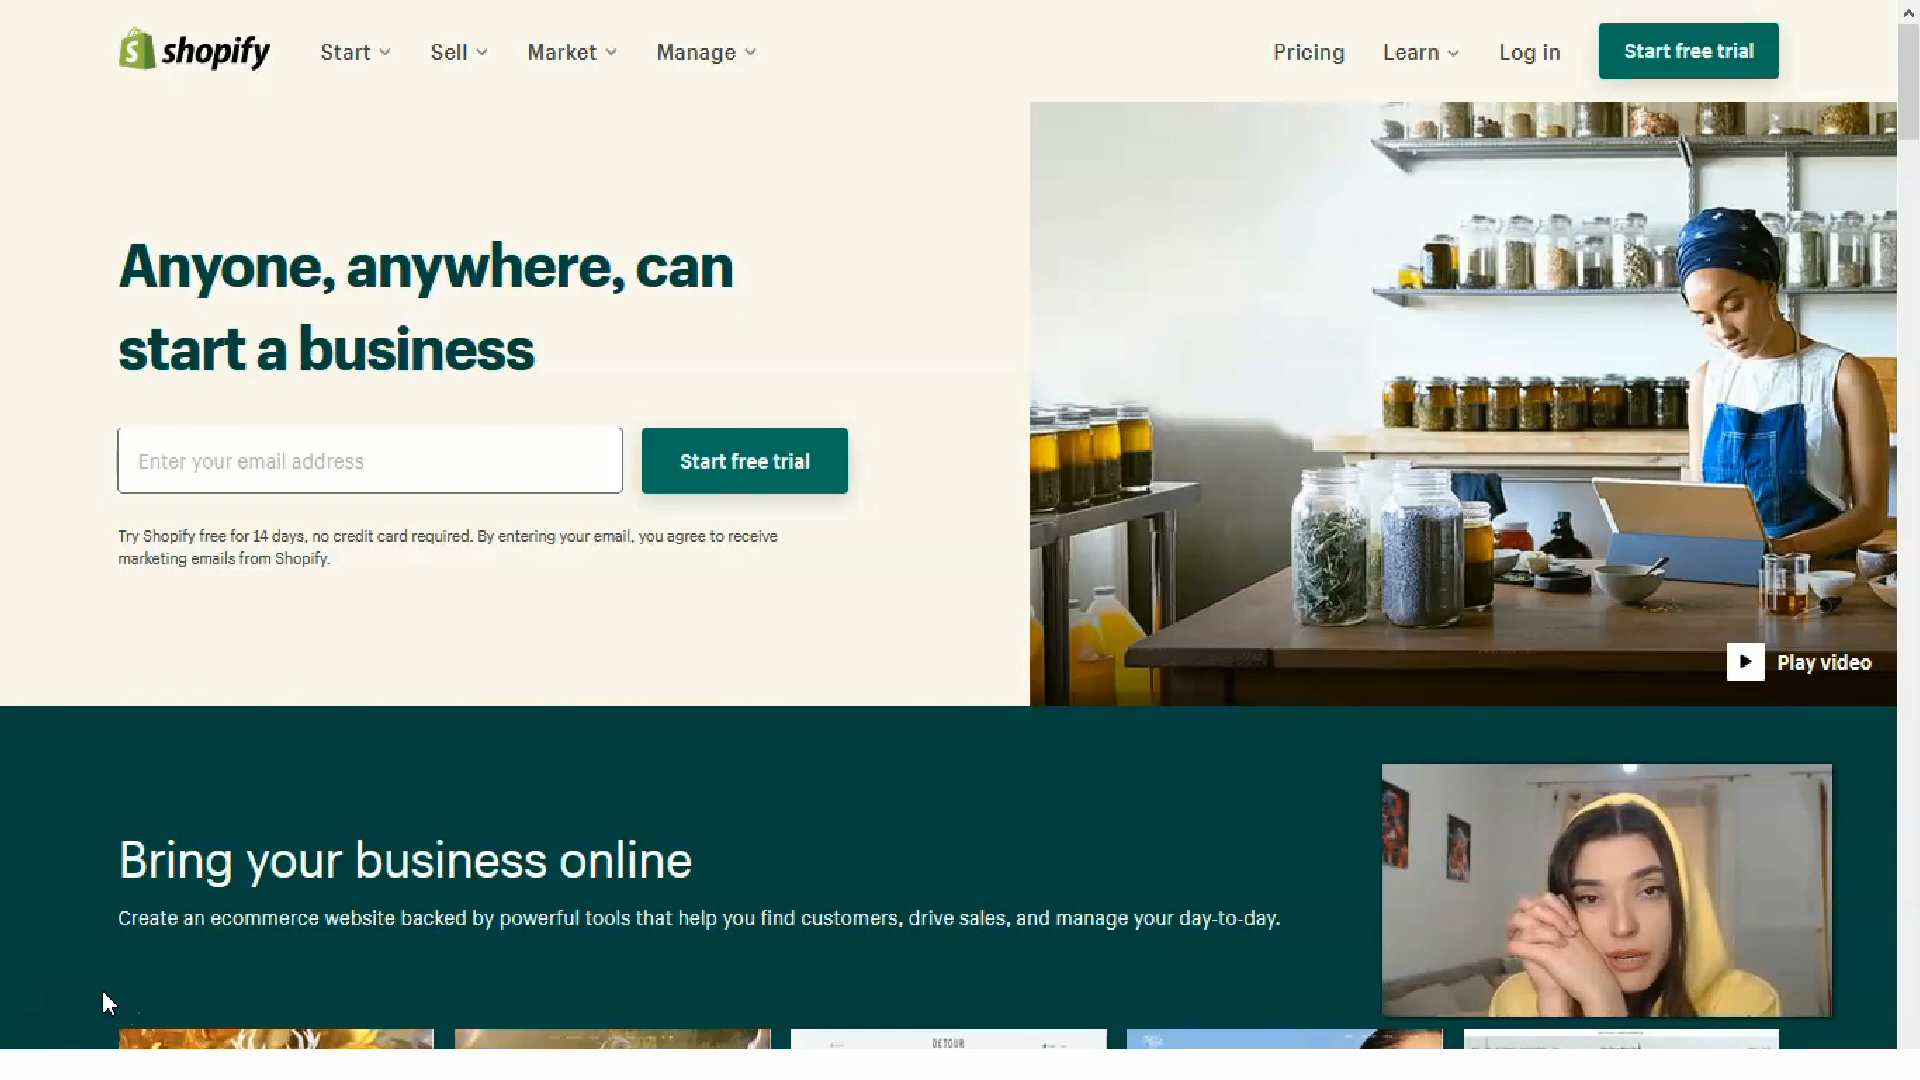 shopify
Start
Sell
Market
Manage
Pricing
Learn
Log in
Start free trial
Anyone, anywhere, can
start a business
Enter your email address
Start free trial
Try Shopify free for 14 days, no credit card required. By entering your email, you agree to receive
marketing emails from Shopify.
Play video
Bring your business online
Create an ecommerce website backed by powerful tools that help you find customers, drive sales, and manage your day-to-day.
DETOUR